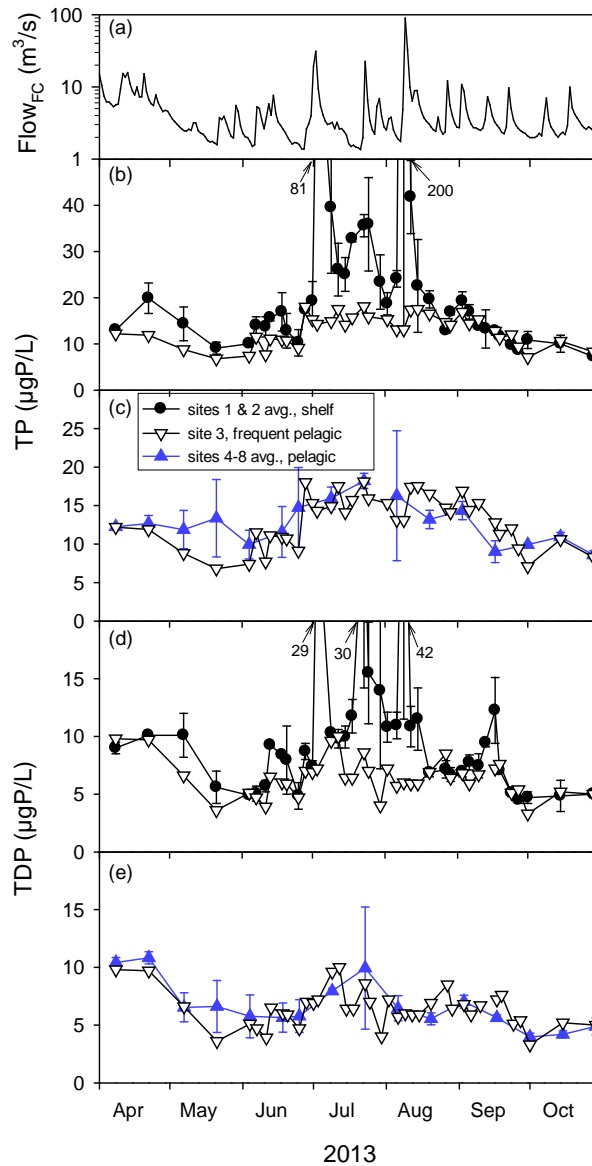 (a)
Flow_FC (m³/s)
100
10
1
(b)
81
200
40
30
20
10
0
TP (µgP/L)
(c)
sites 1 & 2 avg., shelf
site 3, frequent pelagic
sites 4-8 avg., pelagic
25
20
15
10
5
0
(d)
29
30
42
15
10
5
0
TDP (µgP/L)
(e)
15
10
5
0
Apr May Jun Jul Aug Sep Oct
2013